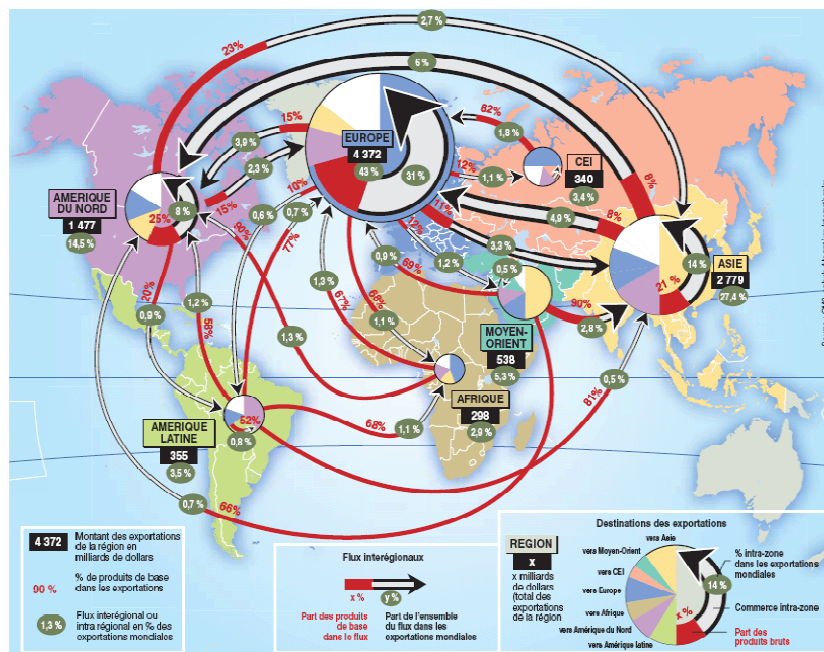 2,7 %
23%
6 %
15%
3,9 %
2,3 %
15%
10%
0,6 %
0,7 %
77%
EUROPE
4 372
43 %
31 %
82%
1,8 %
12%
1,1 %
CEI
340
3,4 %
8%
8%
4,9 %
11%
3,3 %
12%
1,2 %
0,9 %
69%
0,5 %
AMERIQUE
DU NORD
1 477
14,5 %
25%
8 %
14 %
21 %
ASIE
2 779
27,4 %
90%
2,8 %
MOYEN-
ORIENT
538
5,3 %
1,3 %
67%
68%
1,1 %
20%
0,9 %
1,2 %
58%
1,3 %
0,5 %
81%
AFRIQUE
298
2,9 %
52%
0,8 %
68%
1,1 %
AMERIQUE
LATINE
355
3,5 %
0,7 %
66%
4 372
Montant des exportations
de la région en
milliards de dollars
90 %
% de produits de base
dans les exportations
1,3 %
Flux interégional ou
intra régional en % des
exportations mondiales
Flux interégionaux
x %
y %
Part des produits
de base
dans le flux
Part de l'ensemble
du flux dans les
exportations mondiales
Destinations des exportations
REGION
x
x milliards
de dollars
(total des
exportations
de la région)
vers Asie
vers Moyen-Orient
vers CEI
vers Europe
vers Afrique
vers Amérique du Nord
vers Amérique latine
x %
14 %
% intra-zone
dans les exportations
mondiales
Commerce intra-zone
Part des
produits bruts